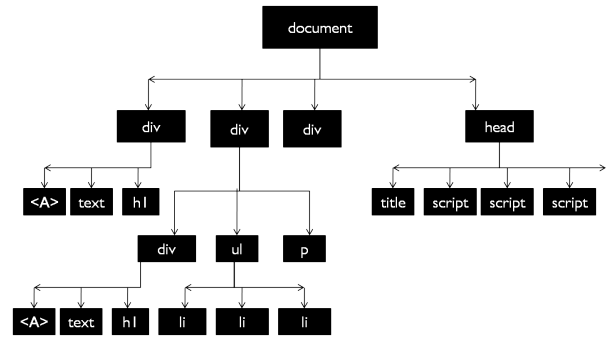 document
div
div
div
head
<A>
text
h1
title
script
script
script
div
ul
p
<A>
text
h1
li
li
li